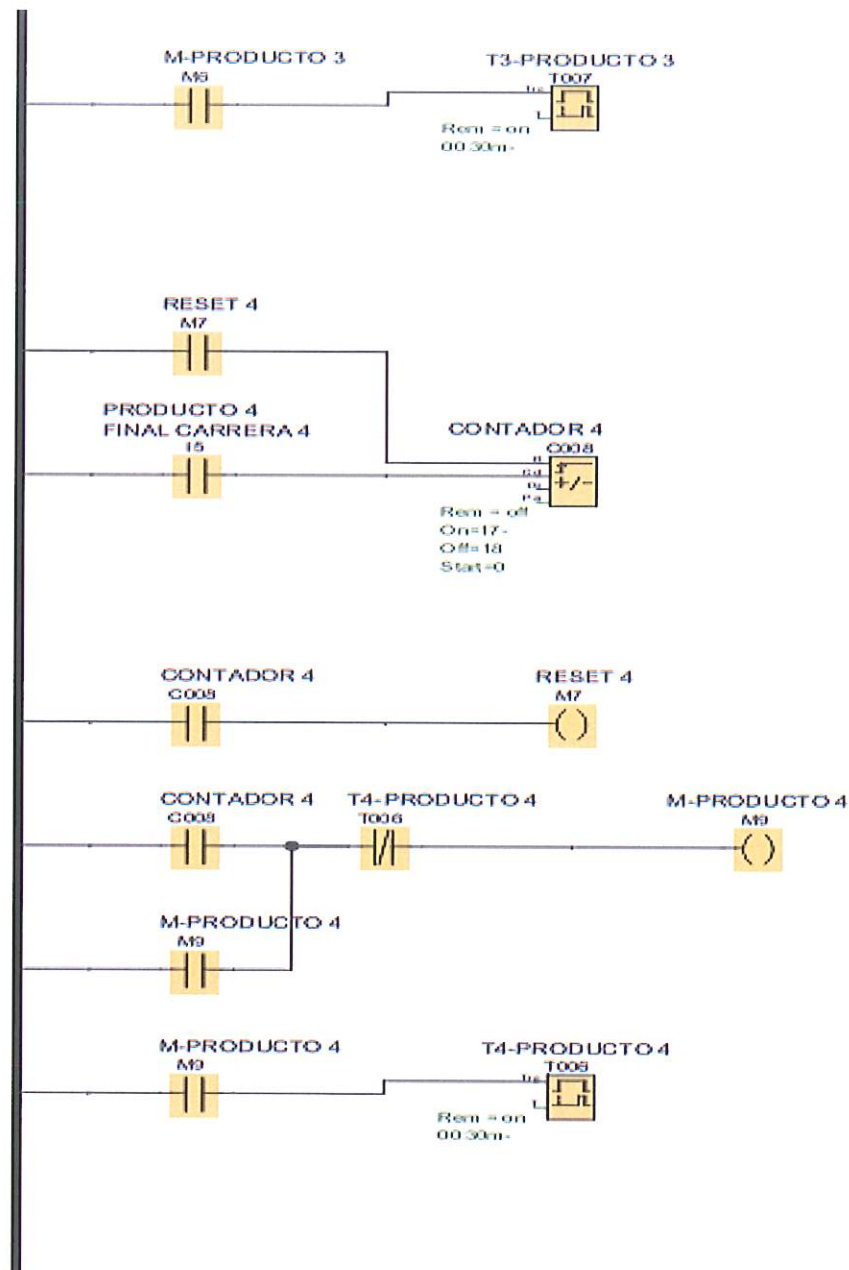 M-PRODUCTO 3
M6
T3-PRODUCTO 3
T007
Rem = on
00:30m-
RESET 4
M7
PRODUCTO 4
FINAL CARRERA 4
I5
CONTADOR 4
C008
R
+/-
Rem = off
On=17-
Off=18
Start=0
CONTADOR 4
C008
RESET 4
M7
CONTADOR 4
C008
T4-PRODUCTO 4
T006
M-PRODUCTO 4
M9
M-PRODUCTO 4
M9
M-PRODUCTO 4
M9
T4-PRODUCTO 4
T006
Rem = on
00:30m-